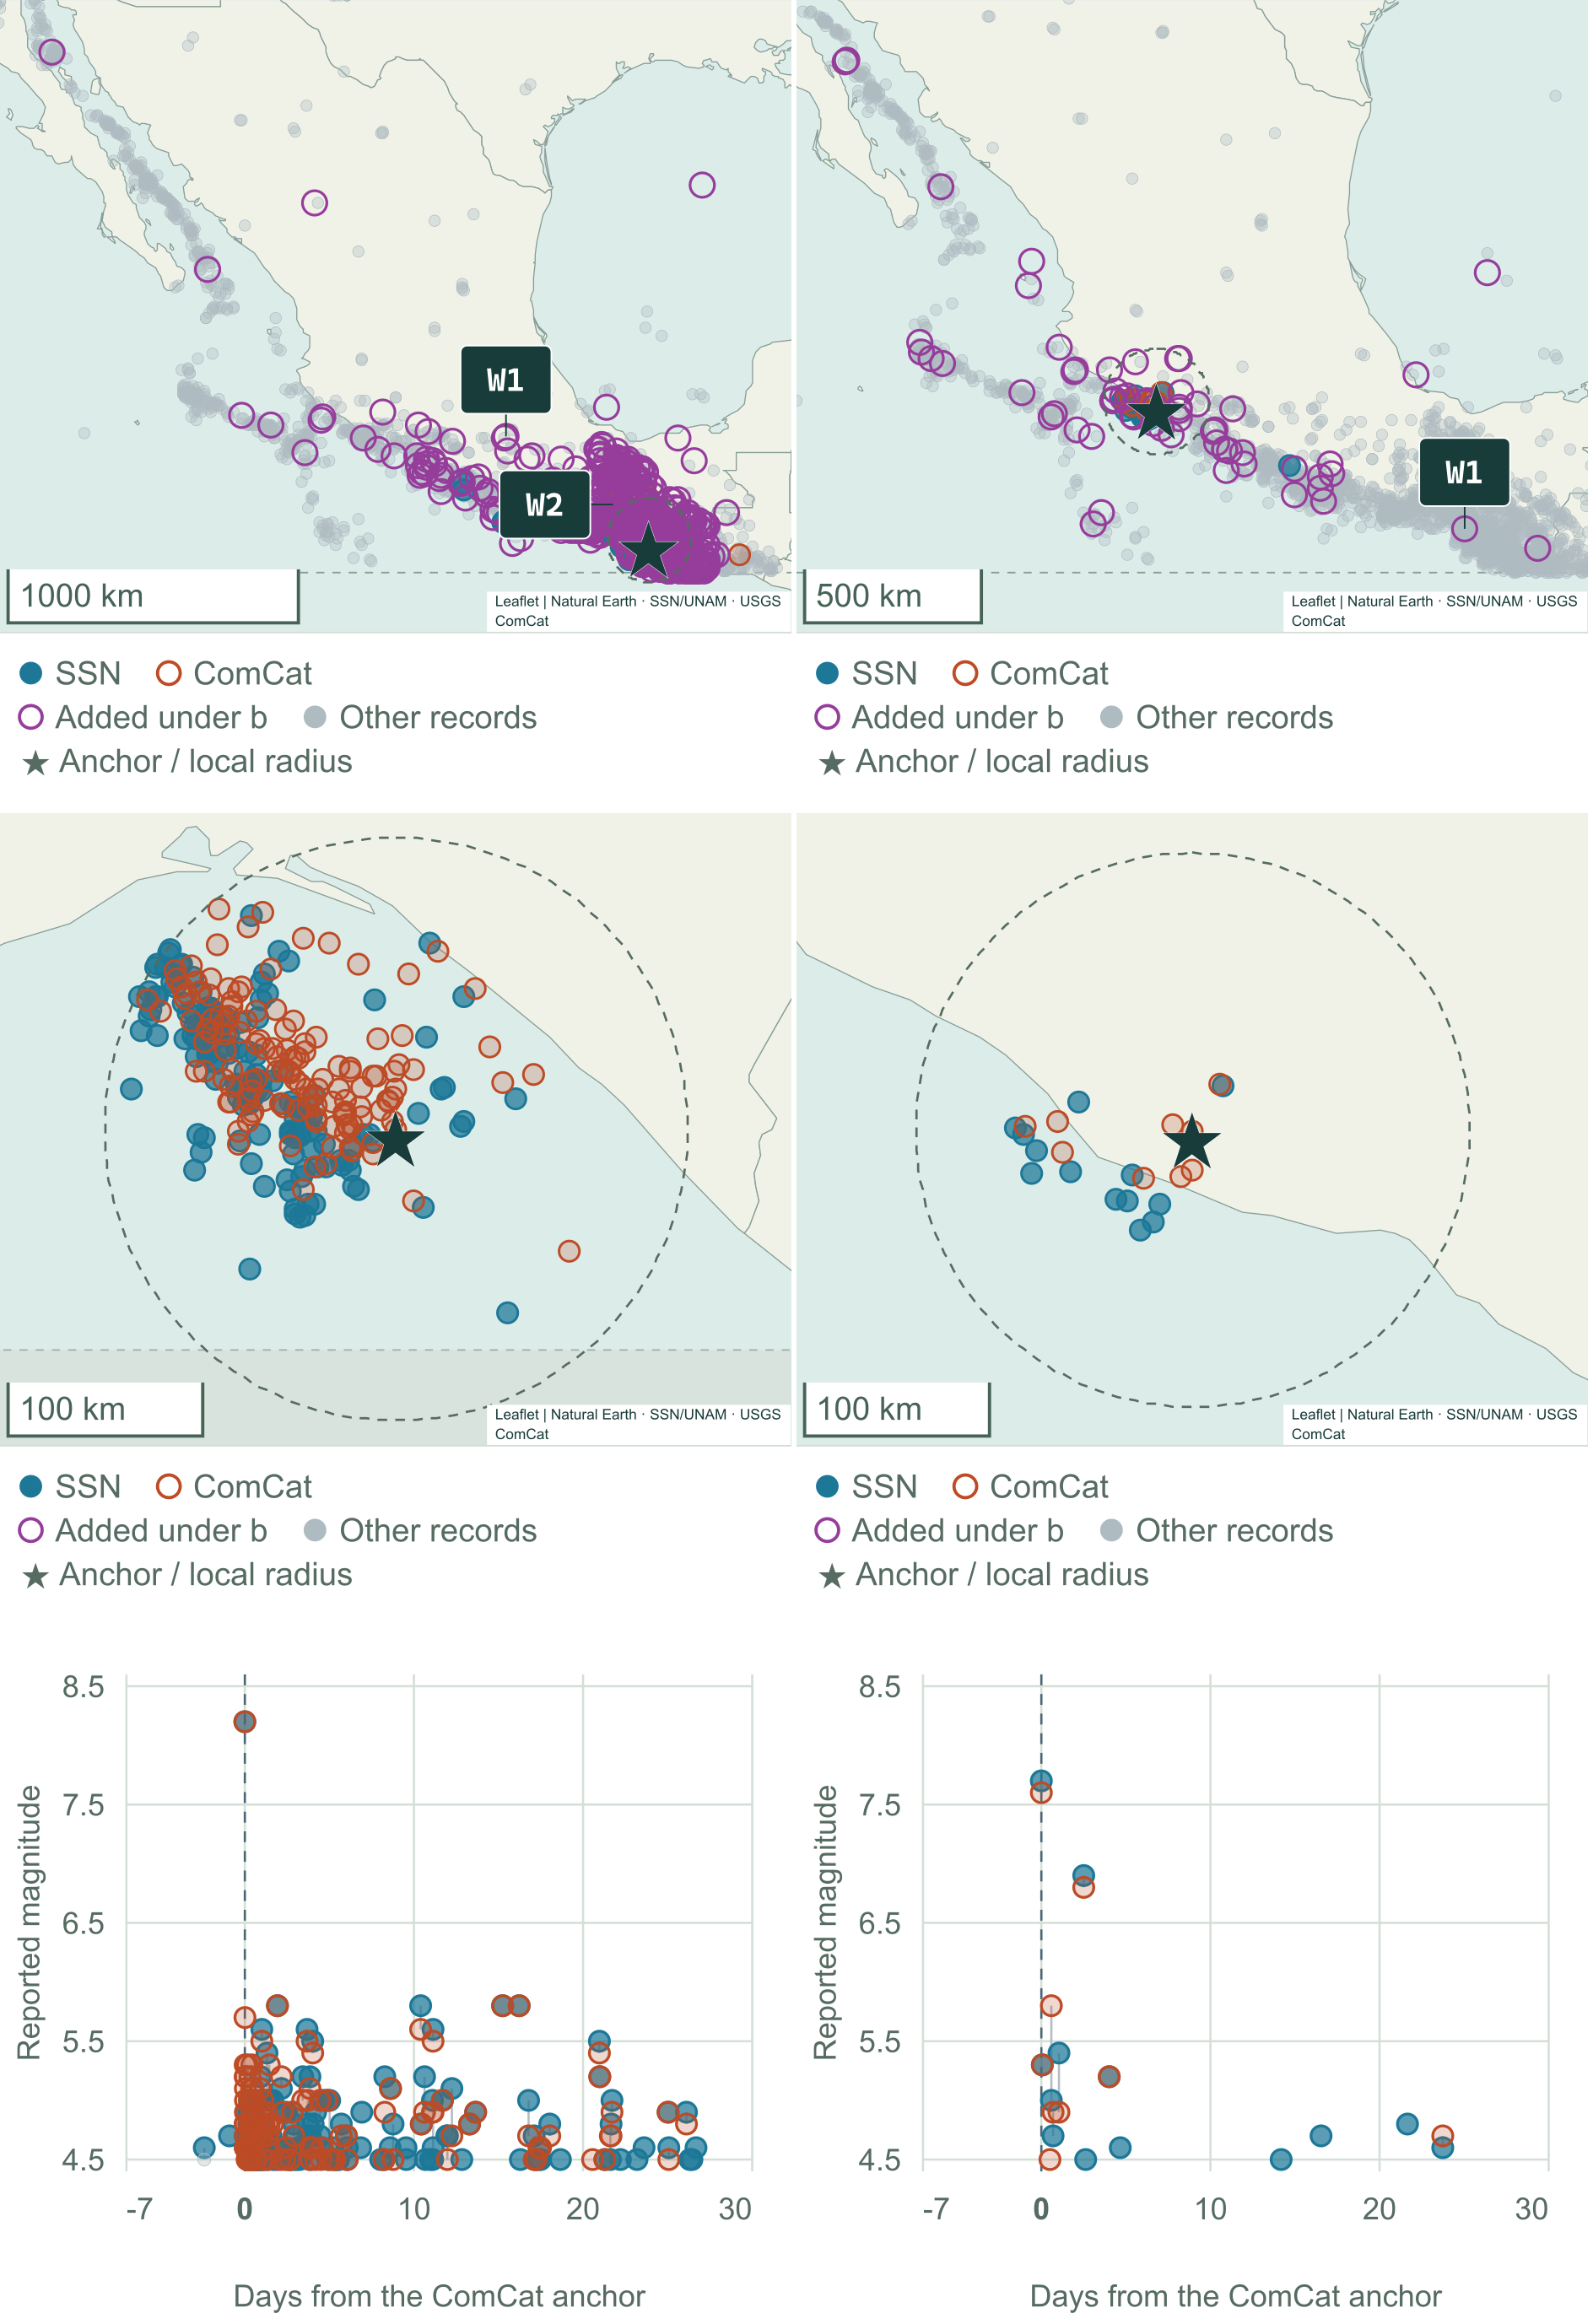 W1
W2
1000 km
Leaflet | Natural Earth · SSN/UNAM · USGS
ComCat
SSN ComCat
Added under b Other records
Anchor / local radius
W1
500 km
Leaflet | Natural Earth · SSN/UNAM · USGS
ComCat
SSN ComCat
Added under b Other records
Anchor / local radius
100 km
Leaflet | Natural Earth · SSN/UNAM · USGS
ComCat
SSN ComCat
Added under b Other records
Anchor / local radius
100 km
Leaflet | Natural Earth · SSN/UNAM · USGS
ComCat
SSN ComCat
Added under b Other records
Anchor / local radius
Reported magnitude
8.5
7.5
6.5
5.5
4.5
-7 0 10 20 30
Days from the ComCat anchor
Reported magnitude
8.5
7.5
6.5
5.5
4.5
-7 0 10 20 30
Days from the ComCat anchor